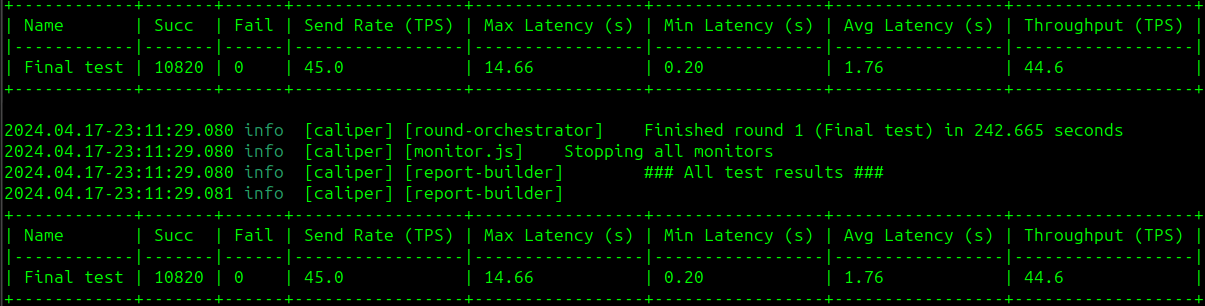 +------------+-------+------+-----------------+-----------------+-----------------+-----------------+------------------+
| Name       | Succ  | Fail | Send Rate (TPS) | Max Latency (s) | Min Latency (s) | Avg Latency (s) | Throughput (TPS) |
|------------|-------|------|-----------------|-----------------|-----------------|-----------------|------------------|
| Final test | 10820 | 0    | 45.0            | 14.66           | 0.20            | 1.76            | 44.6             |
+------------+-------+------+-----------------+-----------------+-----------------+-----------------+------------------+
2024.04.17-23:11:29.080 info  [caliper] [round-orchestrator]    Finished round 1 (Final test) in 242.665 seconds
2024.04.17-23:11:29.080 info  [caliper] [monitor.js]    Stopping all monitors
2024.04.17-23:11:29.080 info  [caliper] [report-builder]        ### All test results ###
2024.04.17-23:11:29.081 info  [caliper] [report-builder]
+------------+-------+------+-----------------+-----------------+-----------------+-----------------+------------------+
| Name       | Succ  | Fail | Send Rate (TPS) | Max Latency (s) | Min Latency (s) | Avg Latency (s) | Throughput (TPS) |
|------------|-------|------|-----------------|-----------------|-----------------|-----------------|------------------|
| Final test | 10820 | 0    | 45.0            | 14.66           | 0.20            | 1.76            | 44.6             |
+------------+-------+------+-----------------+-----------------+-----------------+-----------------+------------------+